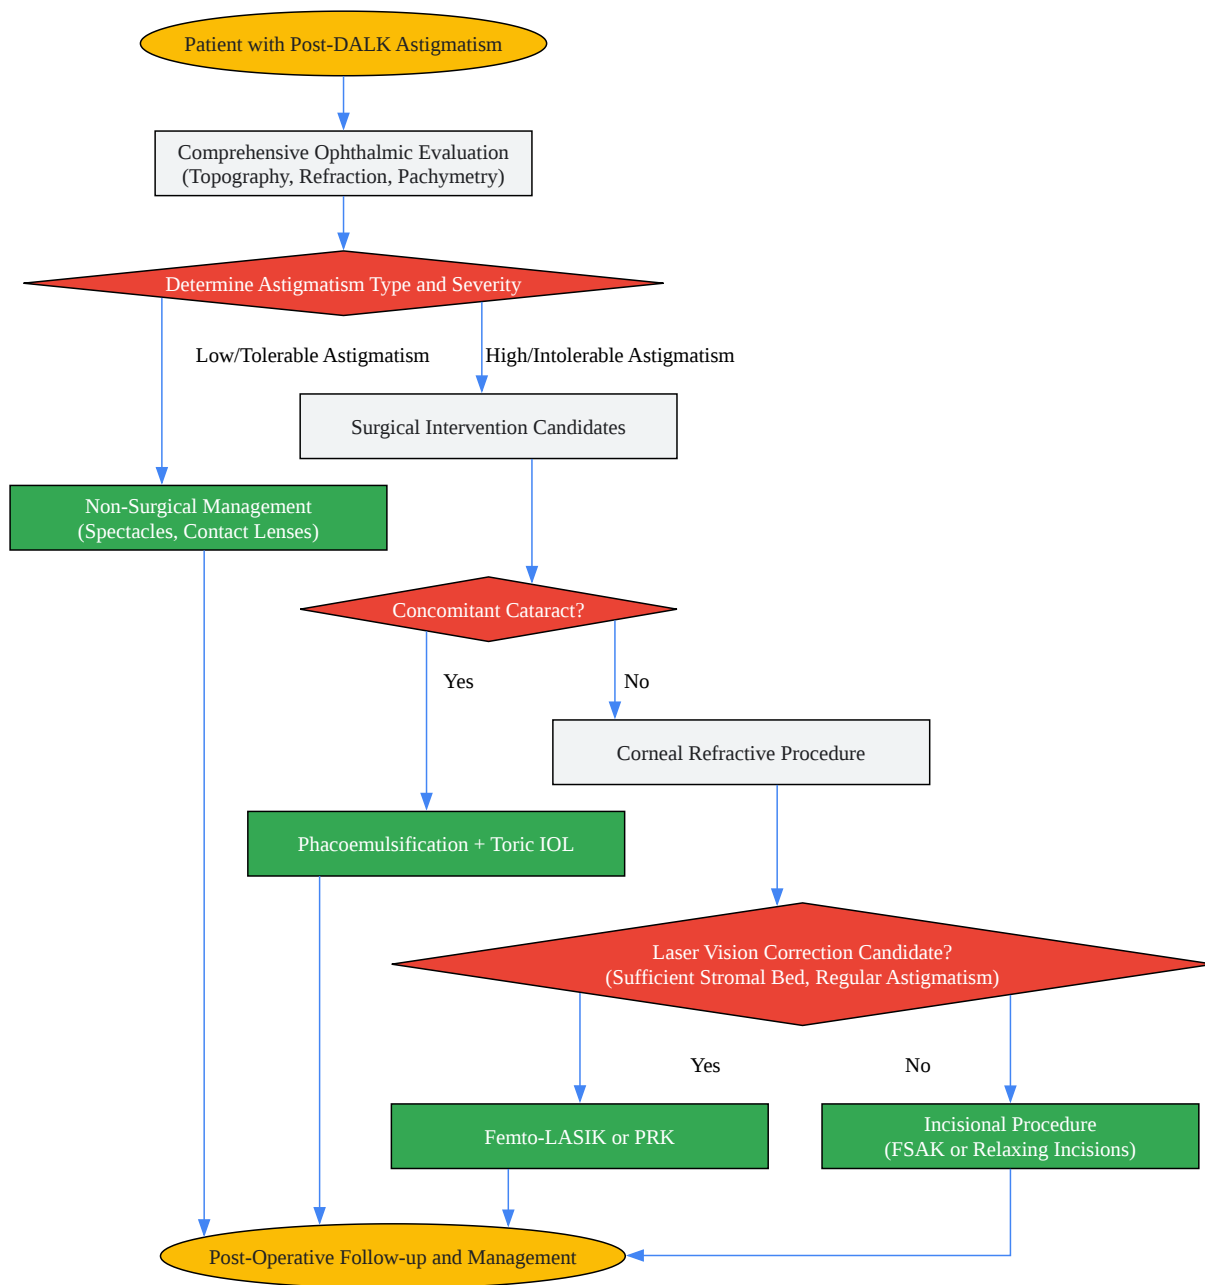 Patient with Post-DALK Astigmatism
Comprehensive Ophthalmic Evaluation
(Topography, Refraction, Pachymetry)
Determine Astigmatism Type and Severity
Low/Tolerable Astigmatism
High/Intolerable Astigmatism
Surgical Intervention Candidates
Non-Surgical Management
(Spectacles, Contact Lenses)
Concomitant Cataract?
Yes
No
Corneal Refractive Procedure
Phacoemulsification + Toric IOL
Laser Vision Correction Candidate?
(Sufficient Stromal Bed, Regular Astigmatism)
Yes
No
Femto-LASIK or PRK
Incisional Procedure
(FSAK or Relaxing Incisions)
Post-Operative Follow-up and Management